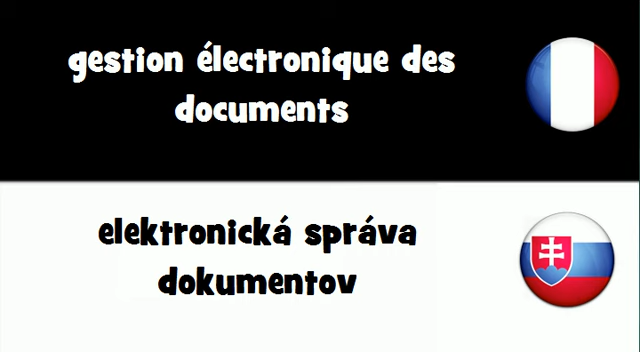 gestion électronique des
documents
elektronická správa
dokumentov